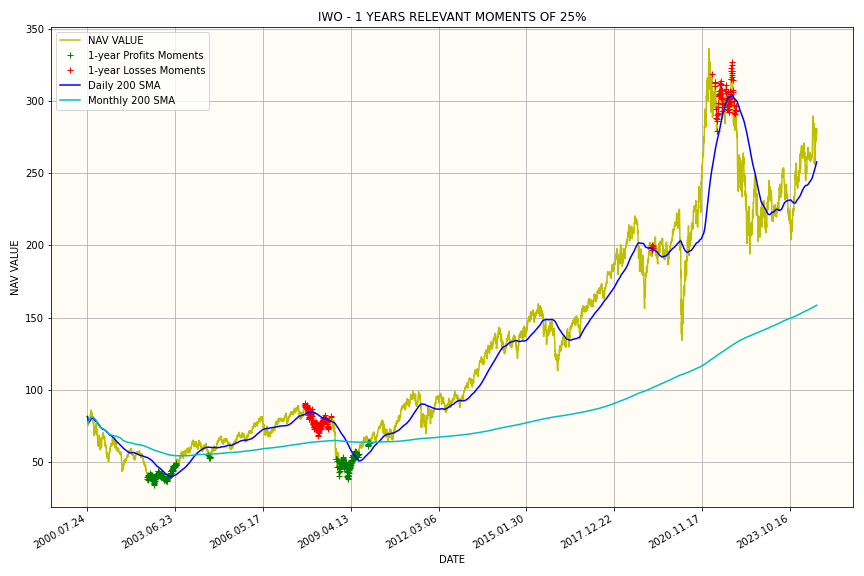 IWO - 1 YEARS RELEVANT MOMENTS OF 25%
NAV VALUE
1-year Profits Moments
1-year Losses Moments
Daily 200 SMA
Monthly 200 SMA
350
300
250
200
150
100
50
NAV VALUE
2000.07.24
2003.06.23
2006.05.17
2009.04.13
2012.03.06
2015.01.30
2017.12.22
2020.11.17
2023.10.16
DATE